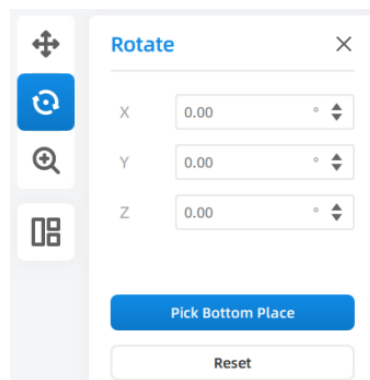 Rotate
X 0.00 °
Y 0.00 °
Z 0.00 °
Pick Bottom Place
Reset